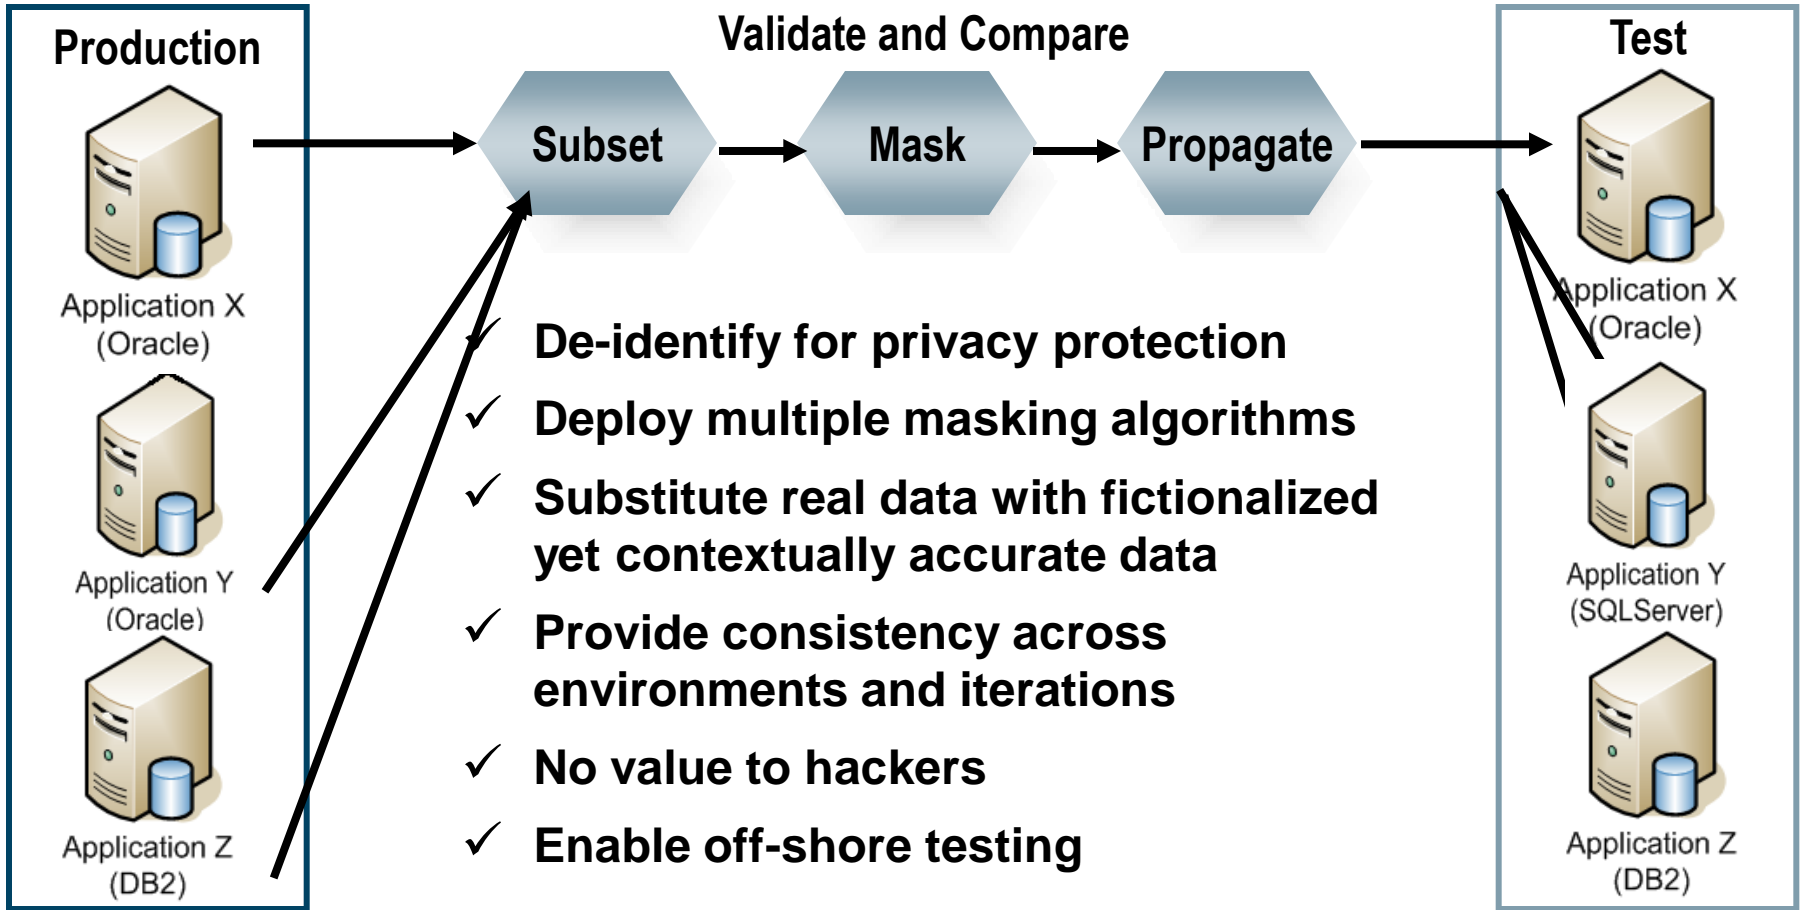 Production
Application X
(Oracle)
Application Y
(Oracle)
Application Z
(DB2)
Validate and Compare
Subset
Mask
Propagate
✓ De-identify for privacy protection
✓ Deploy multiple masking algorithms
✓ Substitute real data with fictionalized
yet contextually accurate data
✓ Provide consistency across
environments and iterations
✓ No value to hackers
✓ Enable off-shore testing
Test
Application X
(Oracle)
Application Y
(SQLServer)
Application Z
(DB2)